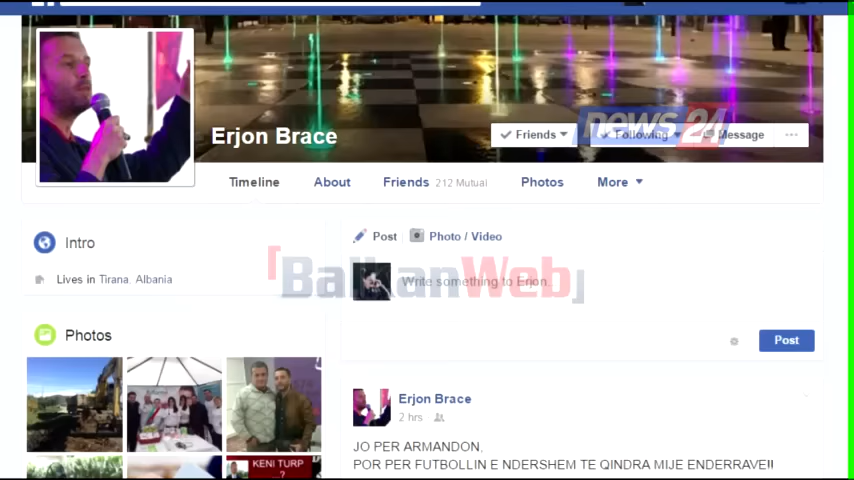 Erjon Brace
Friends
Following
Message
news 24
Timeline
About
Friends 212 Mutual
Photos
More
Intro
Lives in Tirana, Albania
Photos
KENI TURP
?
Post
Photo / Video
Write something to Erjon...
BalkanWeb
Post
Erjon Brace
2 hrs
JO PER ARMANDON,
POR PER FUTBOLLIN E NDERSHEM TE QINDRA MIJE ENDERRAVE!!